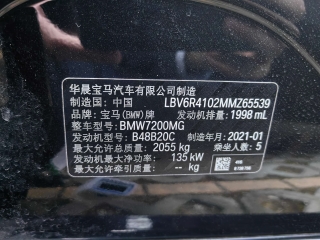 华晨宝马汽车有限公司制造
制造国：中国 LBV6R4102MMZ65539
品牌：宝马(BMW)牌 发动机排量：1998 mL
整车型号：BMW7200MG
发动机型号：B48B20C 制造年月：2021-01
最大允许总质量：2055 kg 乘坐人数：5
发动机最大净功率：135 kW
最大允许牵引质量：-- kg